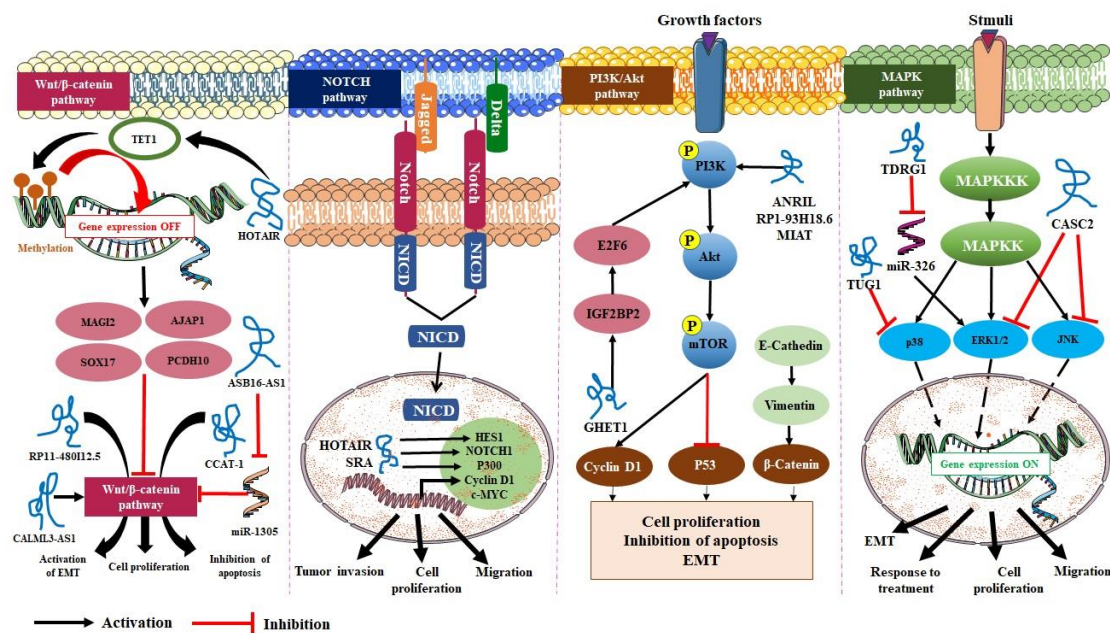 Growth factors
Stmuli
Wnt/β-catenin
pathway
TET1
HOTAIR
Gene expression OFF
Methylation
MAGI2
AJAP1
SOX17
PCDH10
ASB16-AS1
RP11-480I12.5
CCAT-1
Wnt/β-catenin
pathway
CALML3-AS1
miR-1305
Activation
of EMT
Cell proliferation
Inhibition of
apoptosis
NOTCH
pathway
Jagged
Delta
Notch
Notch
NICD
NICD
NICD
NICD
HOTAIR
SRA
HES1
NOTCH1
P300
Cyclin D1
c-MYC
Tumor invasion
Cell
proliferation
Migration
PI3K/Akt
pathway
P
PI3K
ANRIL
RP1-93H18.6
MIAT
E2F6
P
Akt
IGF2BP2
P
mTOR
GHET1
E-Cathedin
Vimentin
Cyclin D1
P53
β-Catenin
Cell proliferation
Inhibition of apoptosis
EMT
MAPK
pathway
TDRG1
MAPKKK
CASC2
MAPKK
miR-326
TUG1
p38
ERK1/2
JNK
Gene expression ON
EMT
Response to
treatment
Cell
proliferation
Migration
Activation
Inhibition